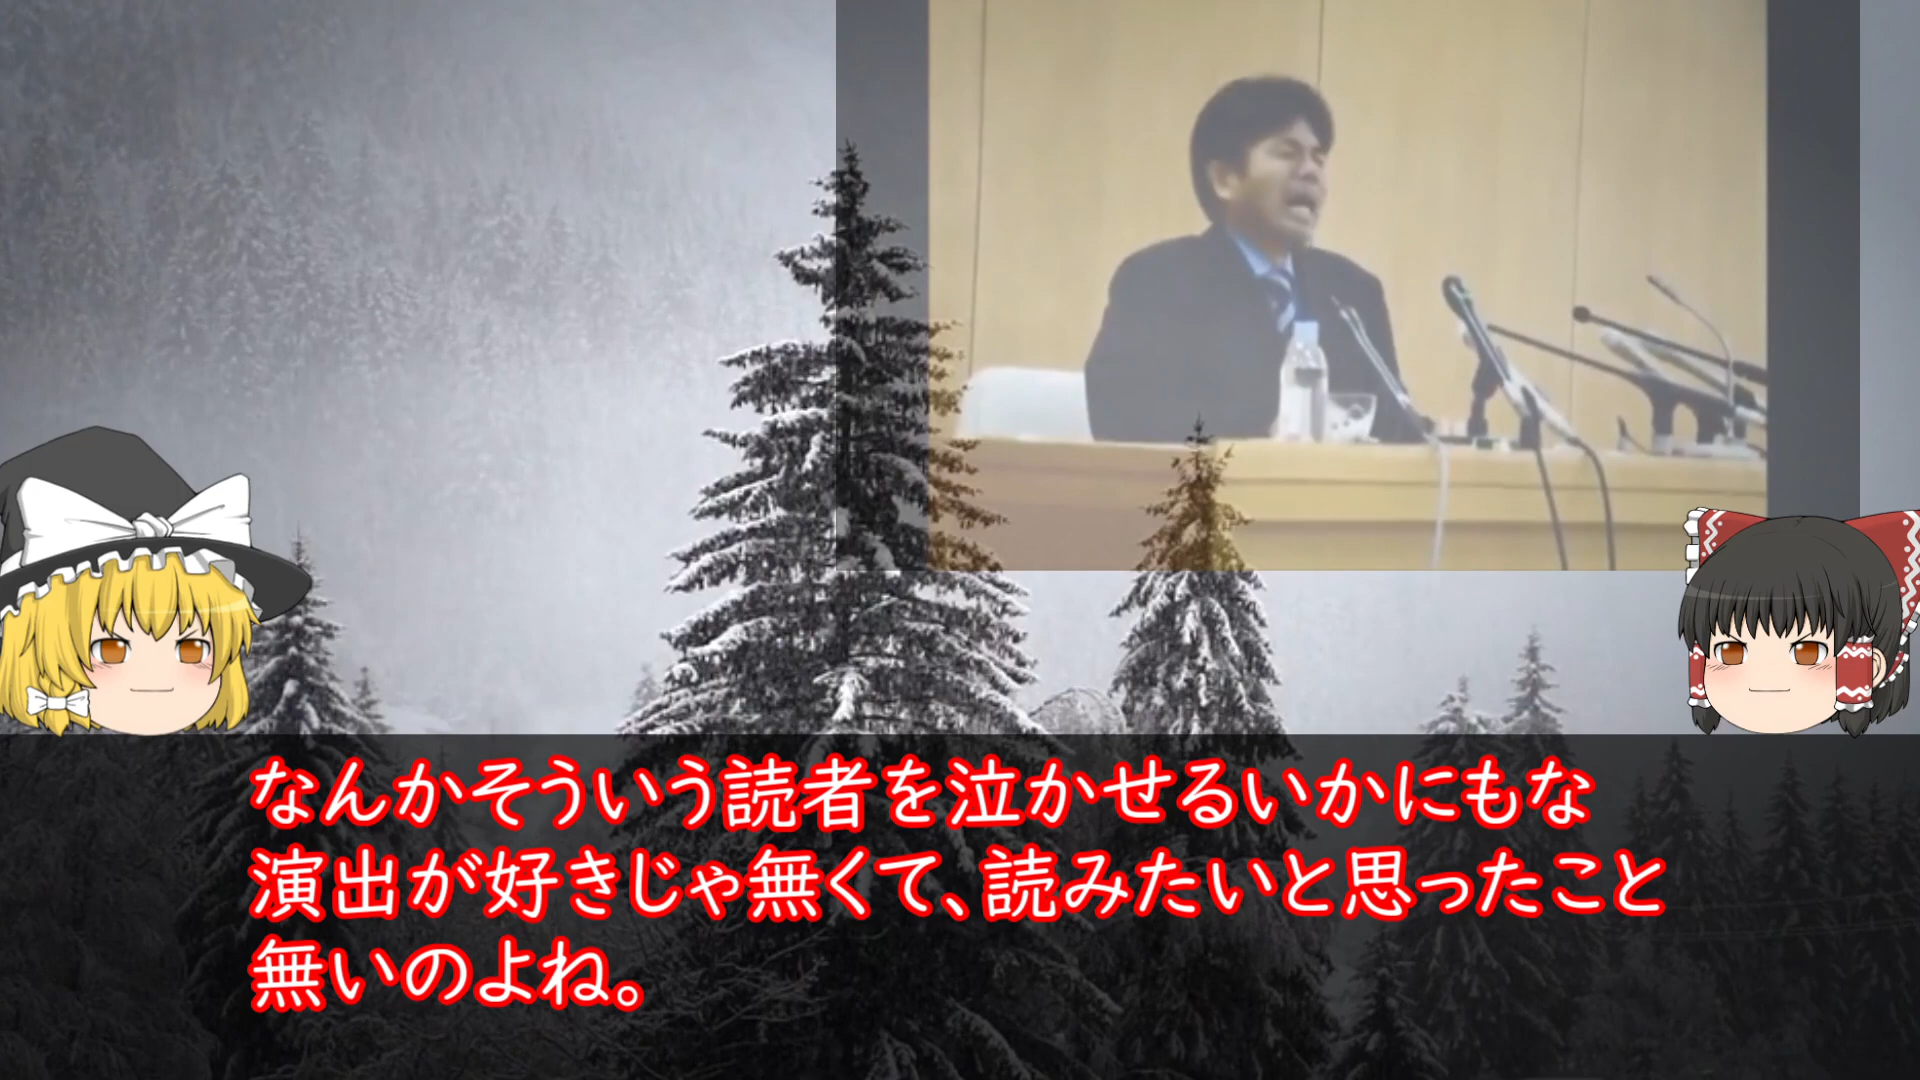 なんかそういう読者を泣かせるいかにもな
演出が好きじゃ無くて、読みたいと思ったこと
無いのよね。